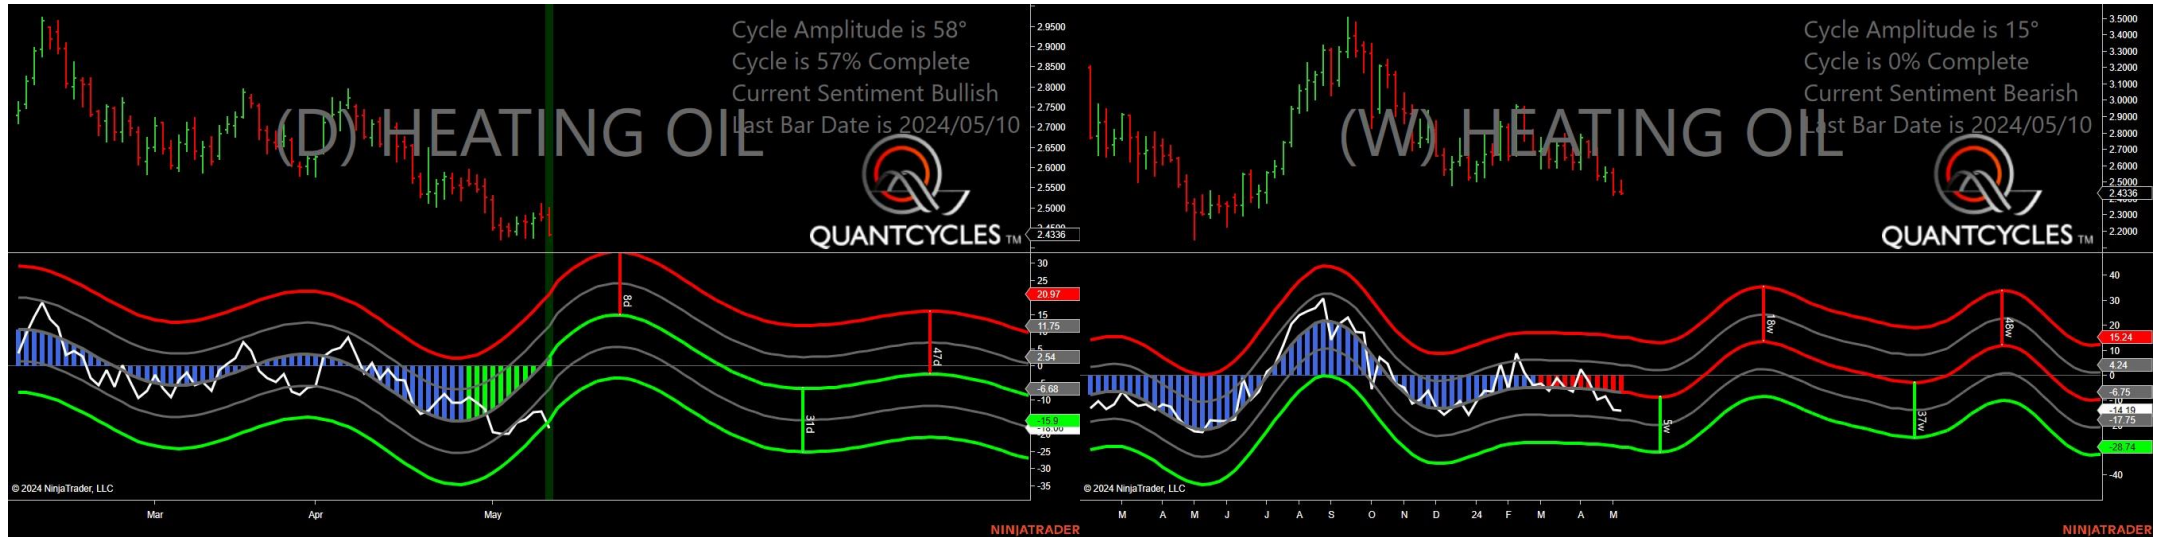 Cycle Amplitude is 58°
Cycle is 57% Complete
Current Sentiment Bullish
Last Bar Date is 2024/05/10
(D) HEATING OIL
QUANTCYCLES TM
2.9500
2.9000
2.8500
2.8000
2.7500
2.7000
2.6500
2.6000
2.5500
2.5000
2.4336
30
25
20.97
15
11.75
5
2.54
0
-6.68
-10
-15.9
-20
-25
-30
-35
8d
31d
47d
© 2024 NinjaTrader, LLC
Mar
Apr
May
NINJATRADER
Cycle Amplitude is 15°
Cycle is 0% Complete
Current Sentiment Bearish
Last Bar Date is 2024/05/10
(W) HEATING OIL
QUANTCYCLES TM
3.5000
3.4000
3.3000
3.2000
3.1000
3.0000
2.9000
2.8000
2.7000
2.6000
2.5000
2.4336
2.3000
2.2000
40
30
20
15.24
10
4.24
0
-6.75
-14.19
-17.75
-28.74
-40
5w
18w
37w
48w
© 2024 NinjaTrader, LLC
M A M J J A S O N D 24 F M A M
NINJATRADER